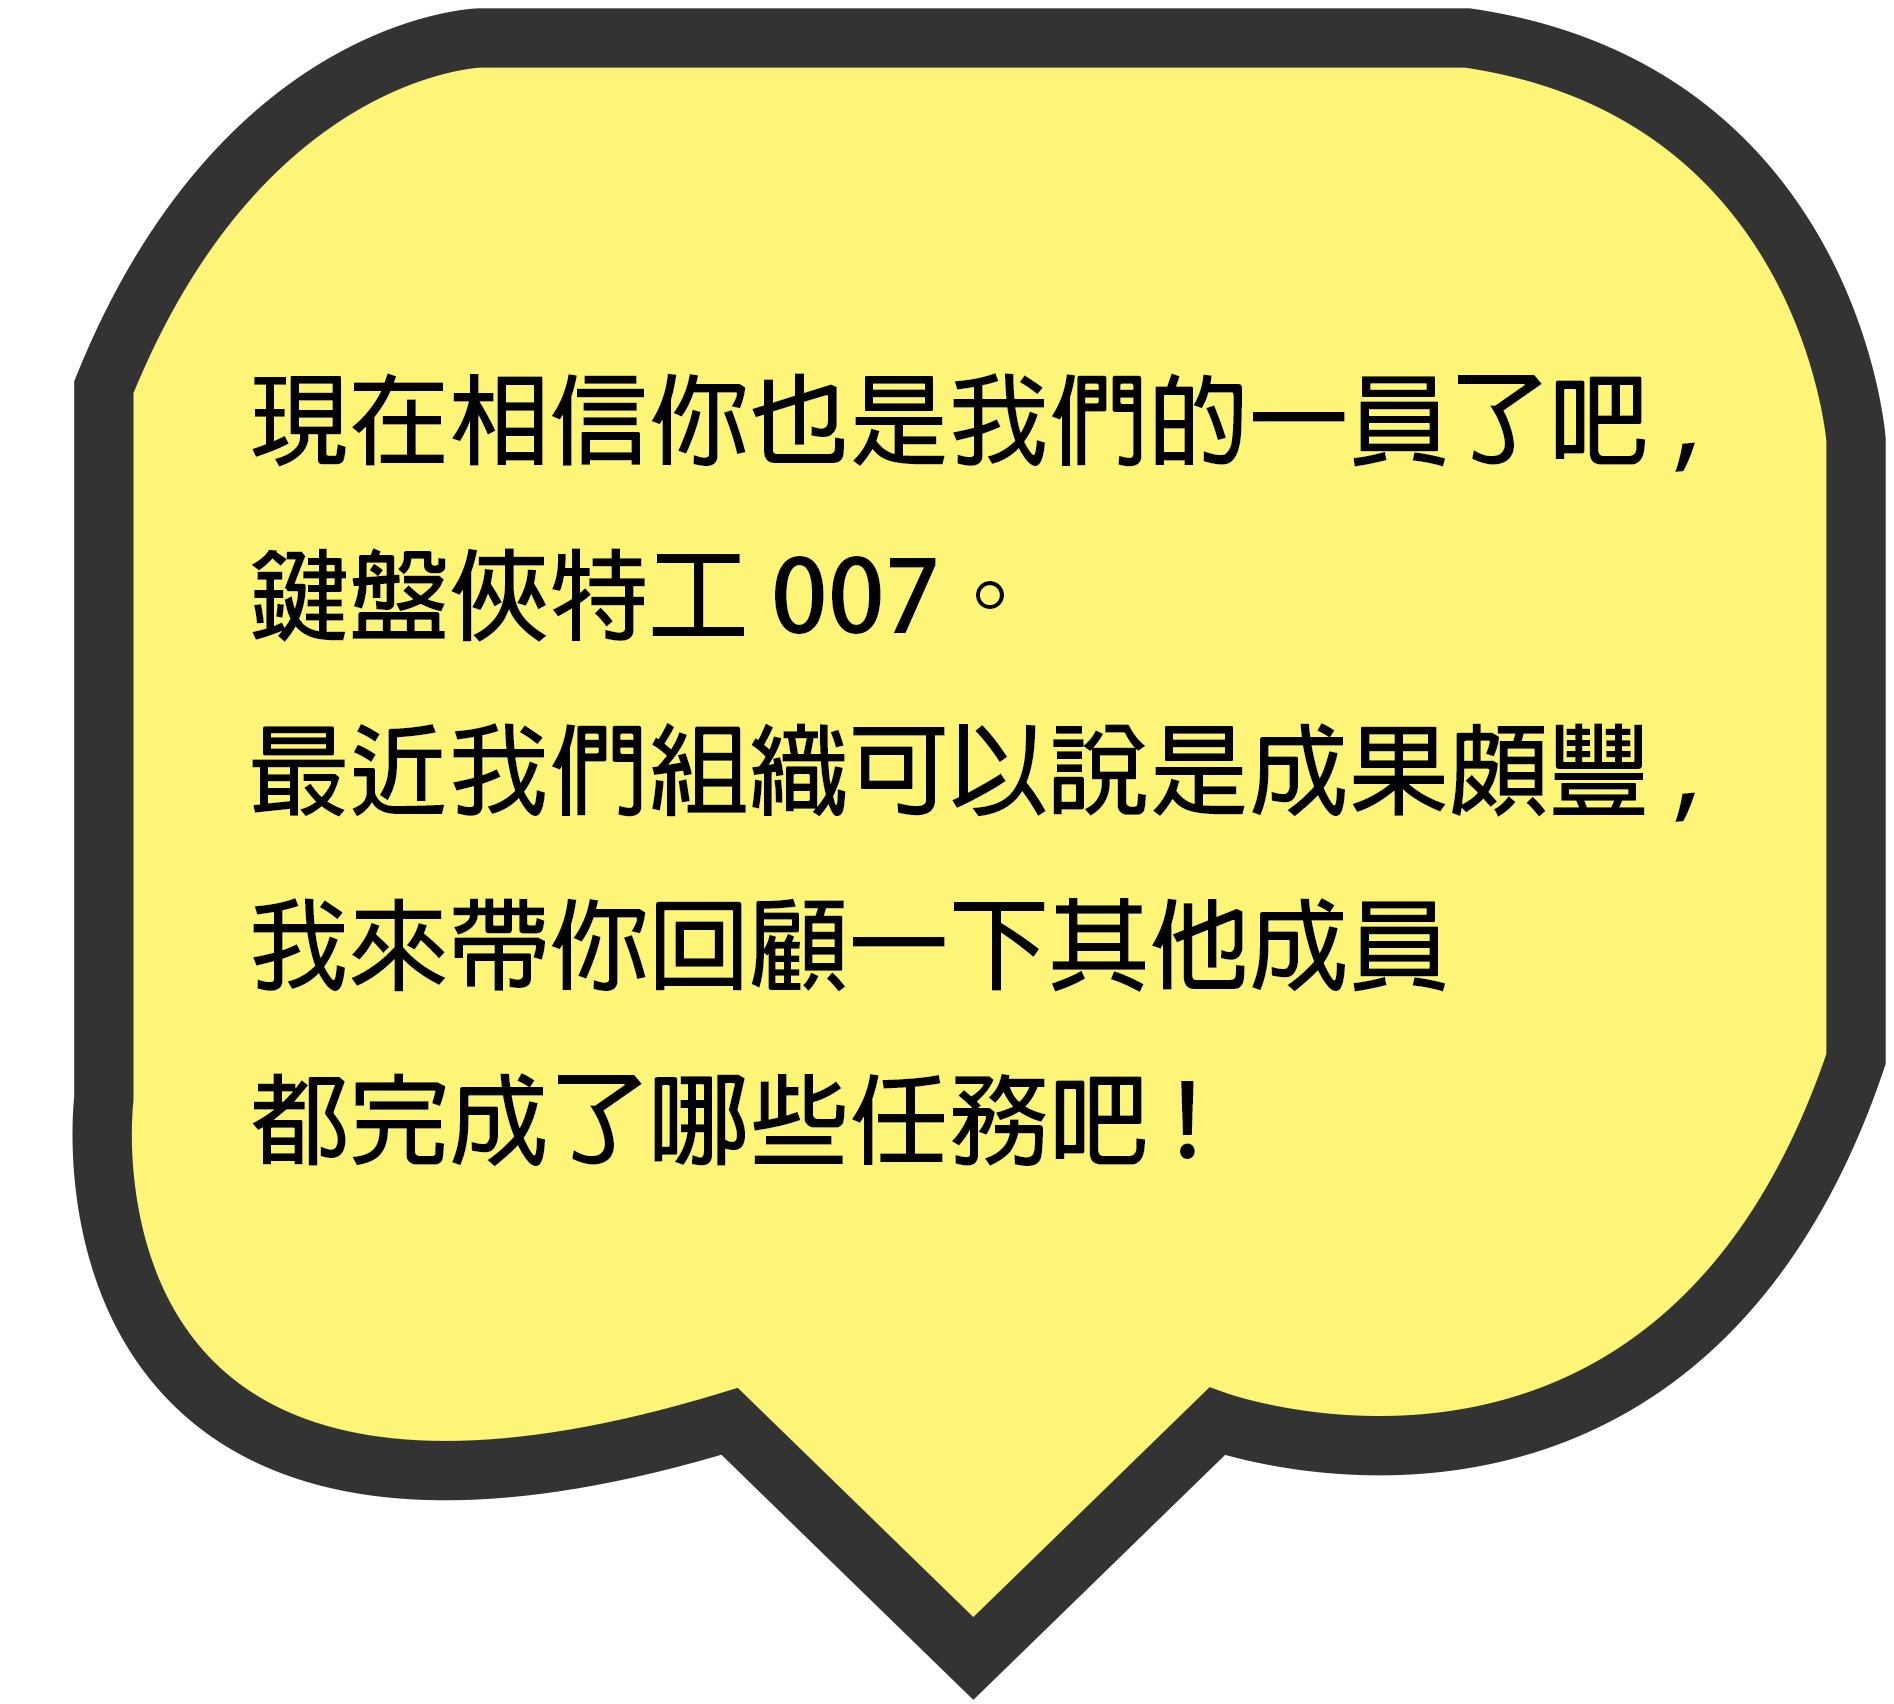 現在相信你也是我們的一員了吧,
鍵盤俠特工 007。
最近我們組織可以說是成果頗豐,
我來帶你回顧一下其他成員
都完成了哪些任務吧!